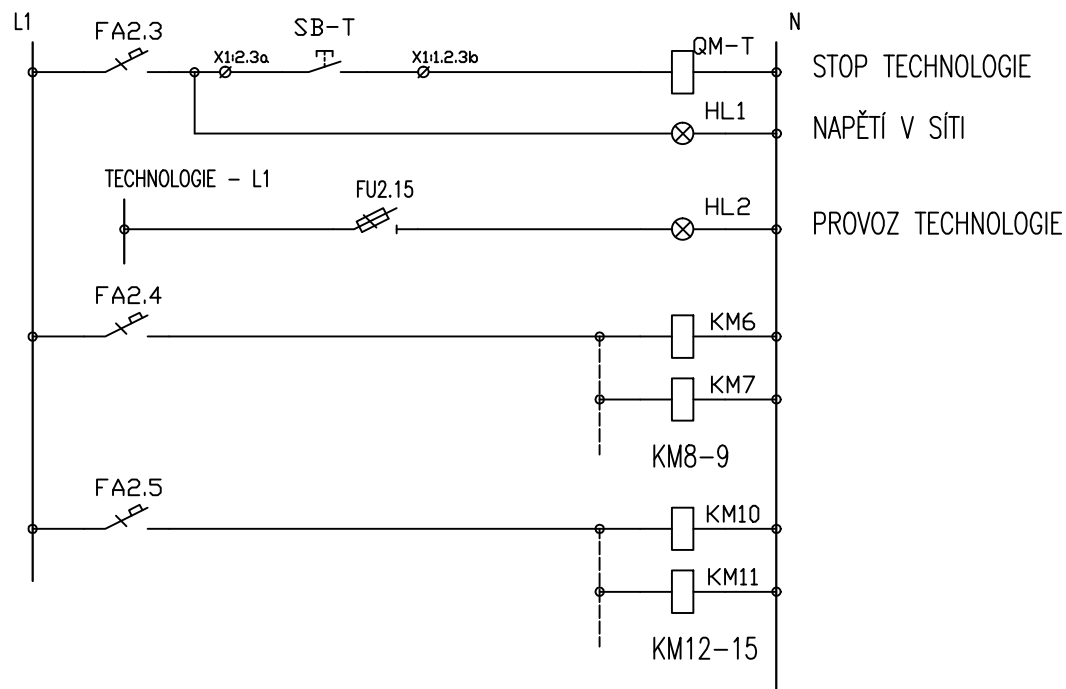 L1
N
FA2.3
SB-T
X1:2.3a
X1:1.2.3b
QM-T
STOP TECHNOLOGIE
HL1
NAPĚTÍ V SÍTI
TECHNOLOGIE - L1
FU2.15
HL2
PROVOZ TECHNOLOGIE
FA2.4
KM6
KM7
KM8-9
FA2.5
KM10
KM11
KM12-15